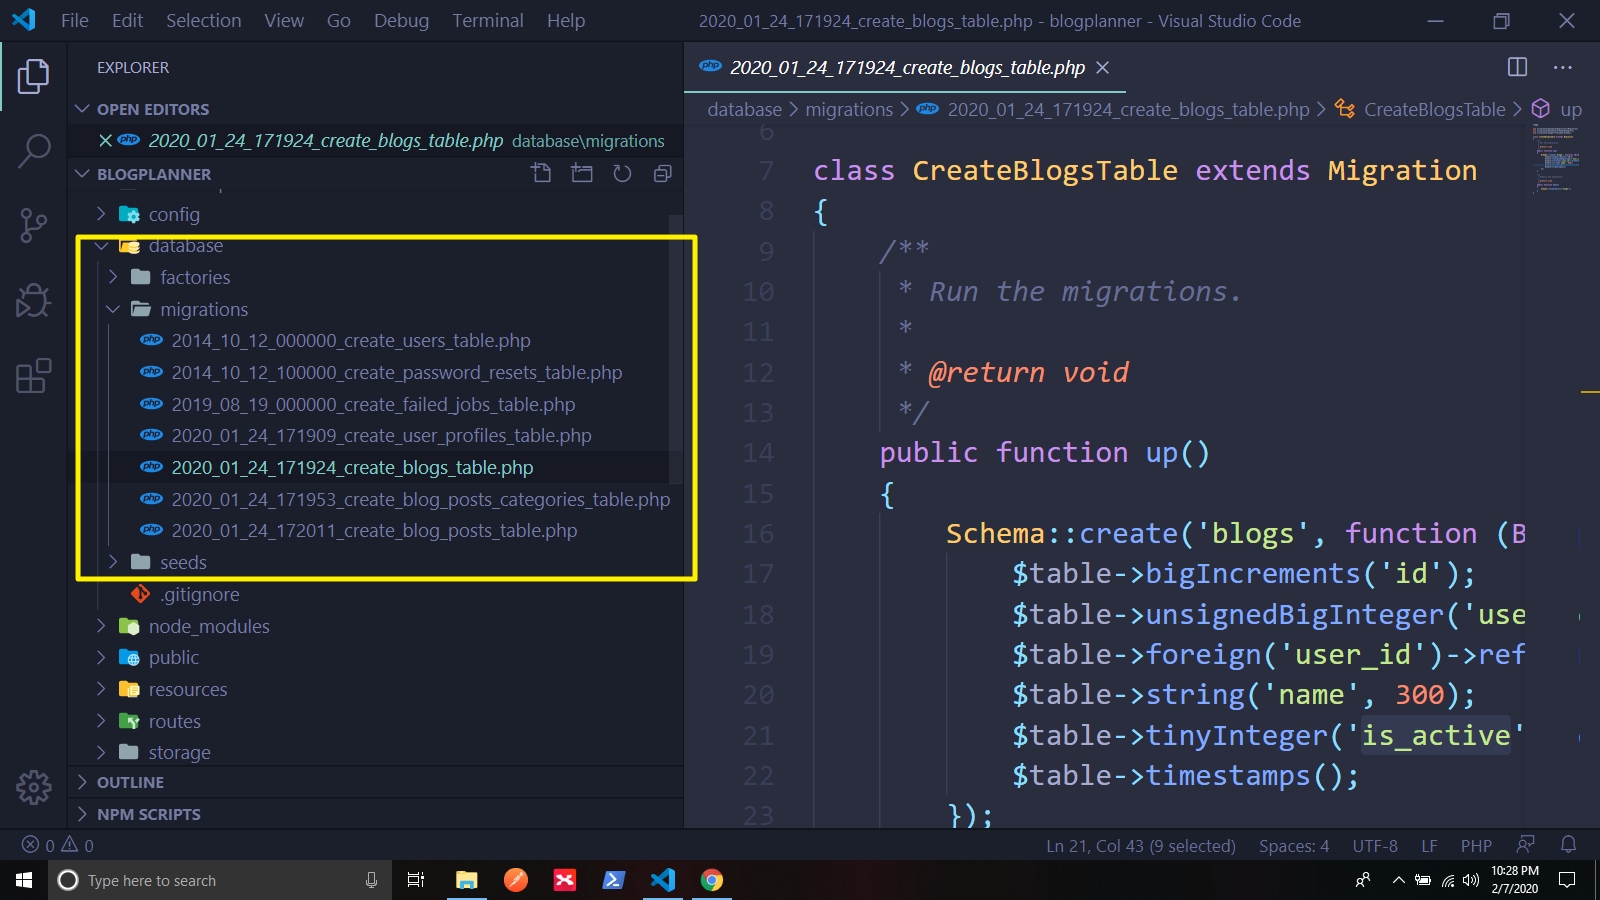 File Edit Selection View Go Debug Terminal Help
2020_01_24_171924_create_blogs_table.php - blogplanner - Visual Studio Code
EXPLORER
OPEN EDITORS
2020_01_24_171924_create_blogs_table.php database\migrations
BLOGPLANNER
config
database
factories
migrations
2014_10_12_000000_create_users_table.php
2014_10_12_100000_create_password_resets_table.php
2019_08_19_000000_create_failed_jobs_table.php
2020_01_24_171909_create_user_profiles_table.php
2020_01_24_171924_create_blogs_table.php
2020_01_24_171953_create_blog_posts_categories_table.php
2020_01_24_172011_create_blog_posts_table.php
seeds
.gitignore
node_modules
public
resources
routes
storage
OUTLINE
NPM SCRIPTS
2020_01_24_171924_create_blogs_table.php
database > migrations > 2020_01_24_171924_create_blogs_table.php > CreateBlogsTable > up
6
7 class CreateBlogsTable extends Migration
8 {
9 /**
10 * Run the migrations.
11 *
12 * @return void
13 */
14 public function up()
15 {
16 Schema::create('blogs', function (B
17 $table->bigIncrements('id');
18 $table->unsignedBigInteger('use
19 $table->foreign('user_id')->ref
20 $table->string('name', 300);
21 $table->tinyInteger('is_active'
22 $table->timestamps();
23 });
0 0
Ln 21, Col 43 (9 selected) Spaces: 4 UTF-8 LF PHP
Type here to search
10:28 PM
2/7/2020